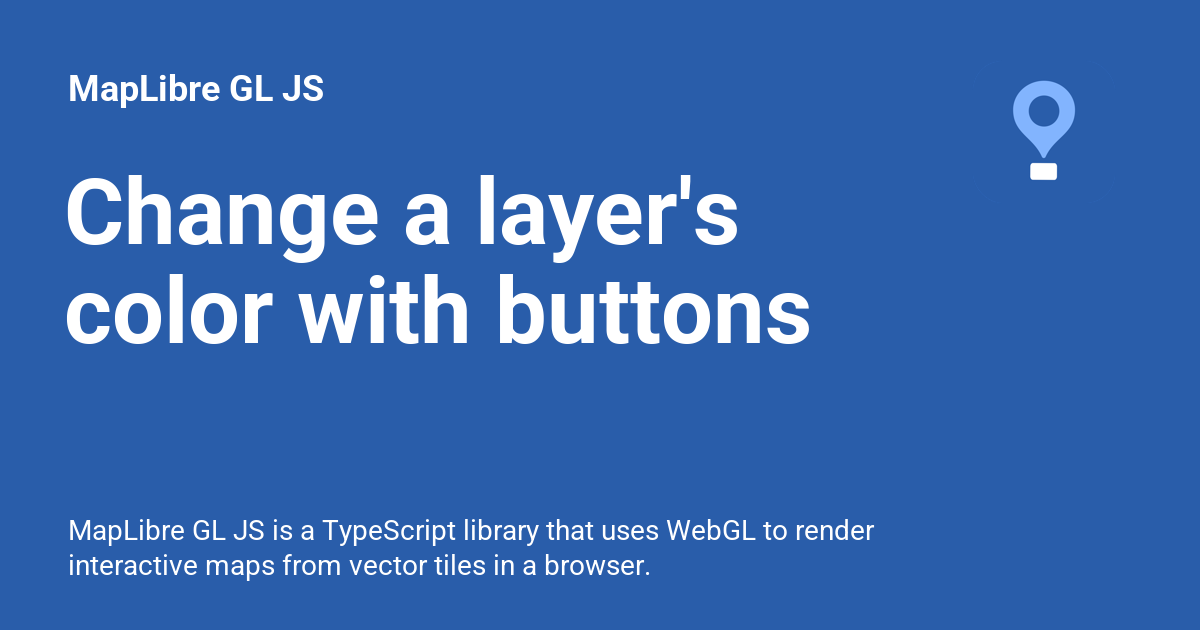 MapLibre GL JS
Change a layer's
color with buttons
MapLibre GL JS is a TypeScript library that uses WebGL to render
interactive maps from vector tiles in a browser.